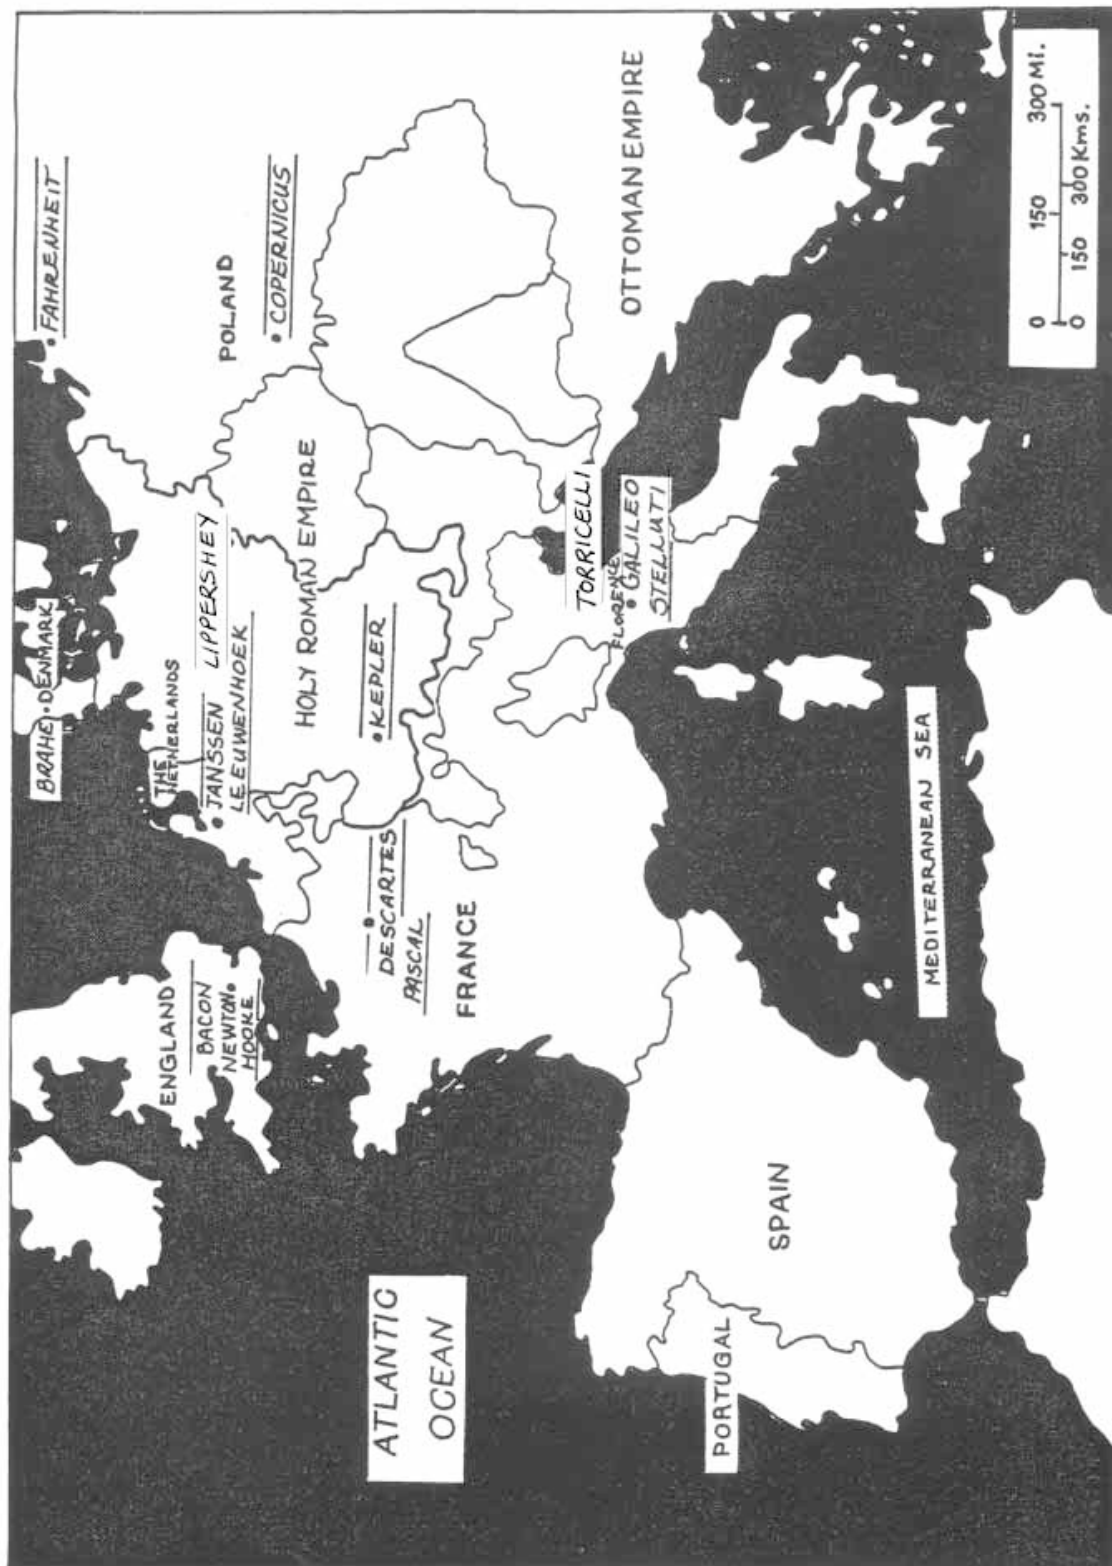 BRAHE • DENMARK
• FAHRENHEIT
ENGLAND
BACON
NEWTON •
HOOKE
THE
NETHERLANDS
• JANSSEN LIPPERSHEY
LEEUWENHOEK
POLAND
• COPERNICUS
HOLY ROMAN EMPIRE
• KEPLER
DESCARTES
PASCAL
FRANCE
ATLANTIC
OCEAN
TORRICELLI
FLORENCE
• GALILEO
STELLUTI
OTTOMAN EMPIRE
PORTUGAL
SPAIN
MEDITERRANEAN SEA
0 150 300 Mi.
0 150 300 Kms.